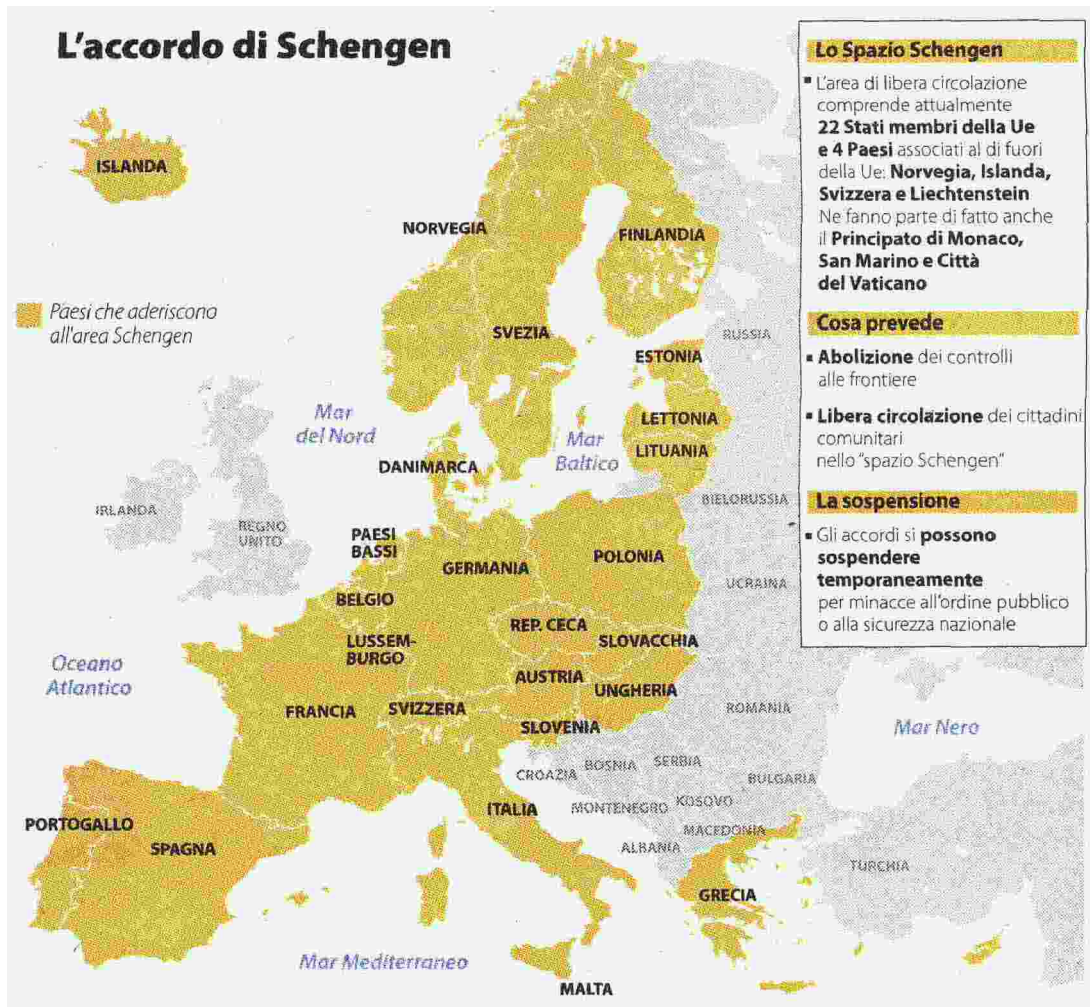 L'accordo di Schengen
ISLANDA
NORVEGIA
FINLANDIA
Paesi che aderiscono
all'area Schengen
SVEZIA
RUSSIA
ESTONIA
Mar
del Nord
LETTONIA
Mar
Baltico
LITUANIA
DANIMARCA
IRLANDA
REGNO
UNITO
BIELORUSSIA
PAESI
BASSI
GERMANIA
POLONIA
UCRAINA
BELGIO
REP. CECA
LUSSEM-
BURGO
SLOVACCHIA
Oceano
Atlantico
AUSTRIA
UNGHERIA
FRANCIA
SVIZZERA
ROMANIA
SLOVENIA
Mar Nero
CROAZIA
BOSNIA
SERBIA
BULGARIA
ITALIA
MONTENEGRO
KOSOVO
PORTOGALLO
MACEDONIA
SPAGNA
ALBANIA
TURCHIA
GRECIA
Mar Mediterraneo
MALTA
Lo Spazio Schengen
▪ L'area di libera circolazione
comprende attualmente
22 Stati membri della Ue
e 4 Paesi associati al di fuori
della Ue: Norvegia, Islanda,
Svizzera e Liechtenstein
Ne fanno parte di fatto anche
il Principato di Monaco,
San Marino e Città
del Vaticano
Cosa prevede
▪ Abolizione dei controlli
alle frontiere
▪ Libera circolazione dei cittadini
comunitari
nello "spazio Schengen"
La sospensione
▪ Gli accordi si possono
sospendere
temporaneamente
per minacce all'ordine pubblico
o alla sicurezza nazionale